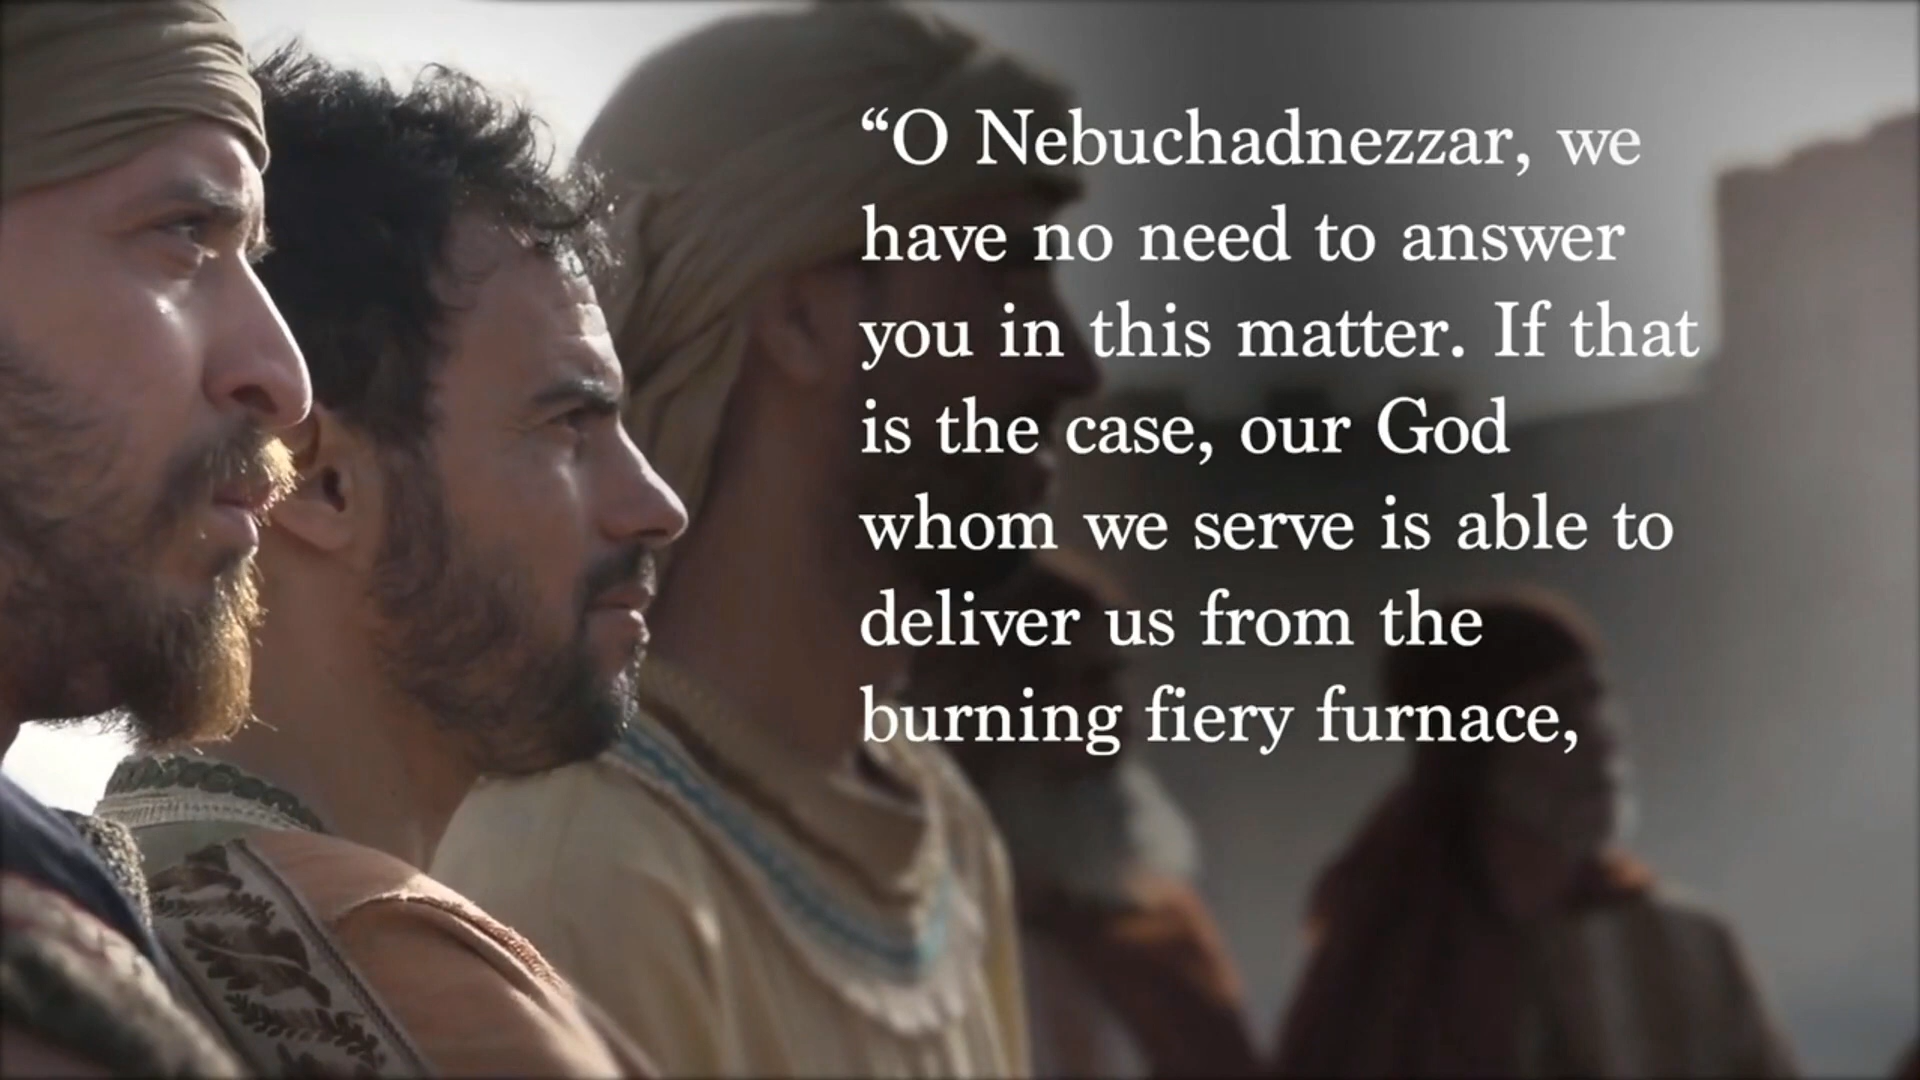 “O Nebuchadnezzar, we
have no need to answer
you in this matter. If that
is the case, our God
whom we serve is able to
deliver us from the
burning fiery furnace,